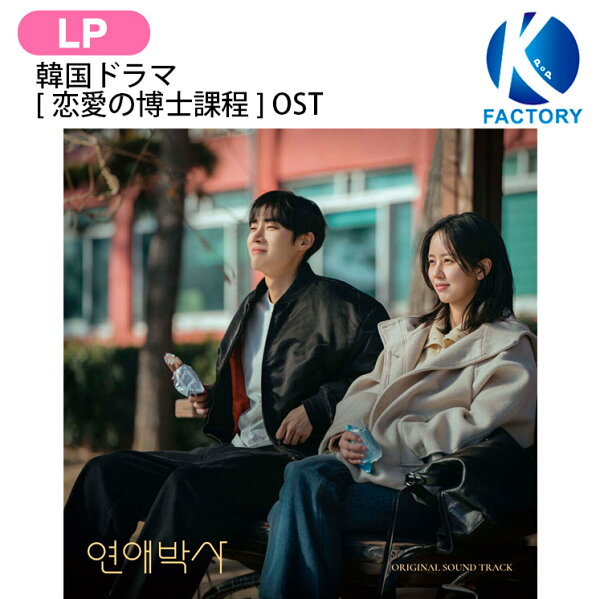 LP
韓国ドラマ
[ 恋愛の博士課程 ] OST
K
POP
FACTORY
연애박사
ORIGINAL SOUND TRACK